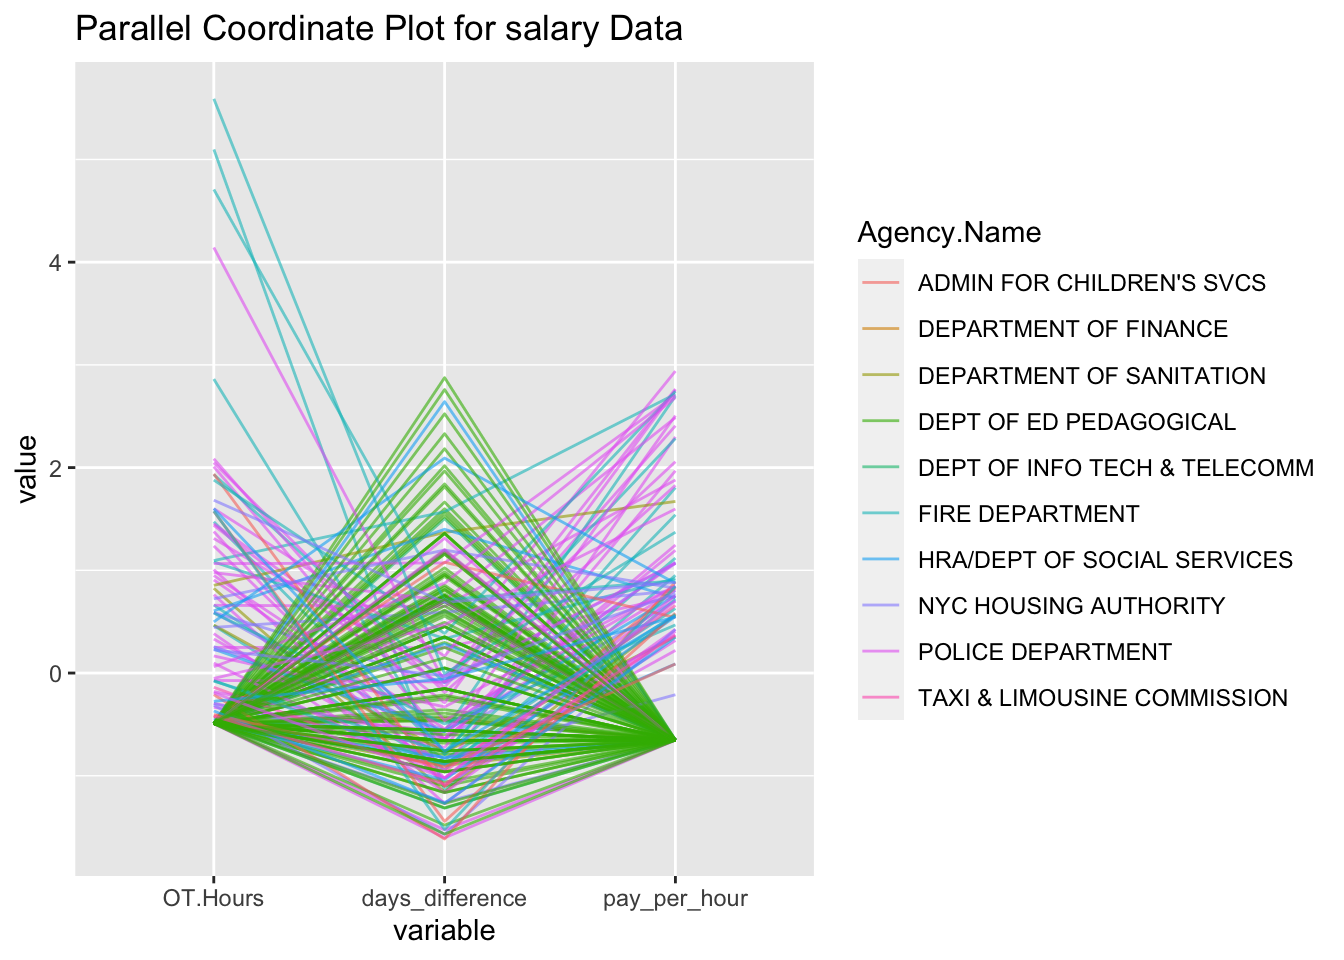 Parallel Coordinate Plot for salary Data
value
4
2
0
OT.Hours
days_difference
pay_per_hour
variable
Agency.Name
ADMIN FOR CHILDREN'S SVCS
DEPARTMENT OF FINANCE
DEPARTMENT OF SANITATION
DEPT OF ED PEDAGOGICAL
DEPT OF INFO TECH & TELECOMM
FIRE DEPARTMENT
HRA/DEPT OF SOCIAL SERVICES
NYC HOUSING AUTHORITY
POLICE DEPARTMENT
TAXI & LIMOUSINE COMMISSION